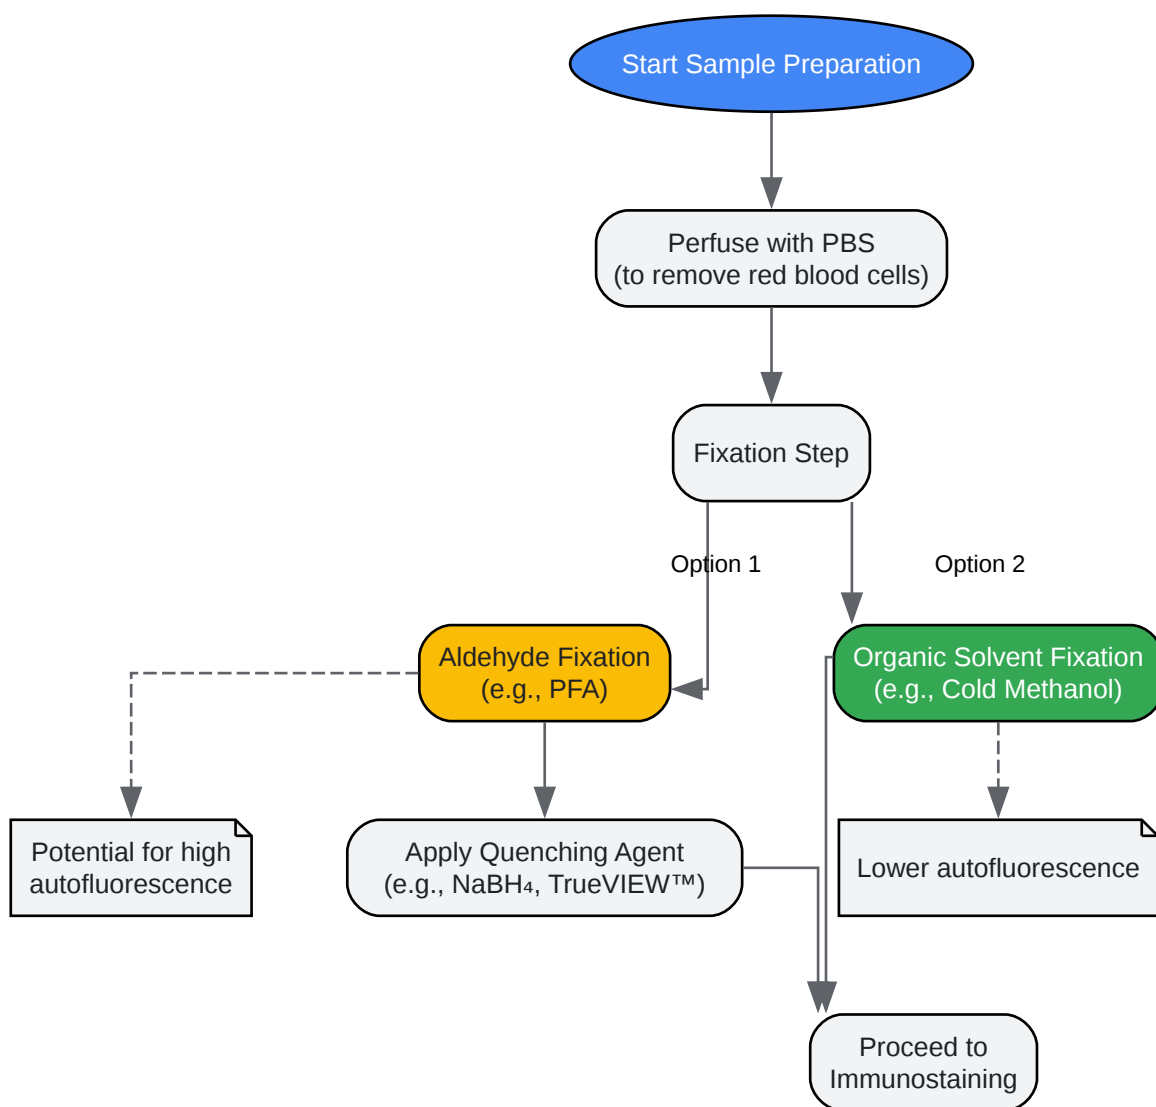 Start Sample Preparation
Perfuse with PBS
(to remove red blood cells)
Fixation Step
Option 1
Option 2
Aldehyde Fixation
(e.g., PFA)
Organic Solvent Fixation
(e.g., Cold Methanol)
Potential for high
autofluorescence
Apply Quenching Agent
(e.g., NaBH₄, TrueVIEW™)
Lower autofluorescence
Proceed to
Immunostaining